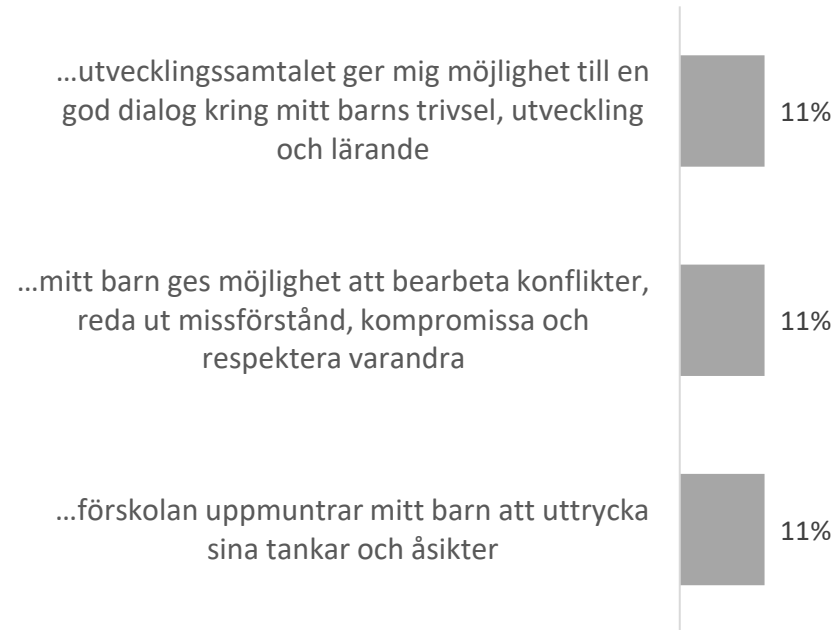 ...utvecklingssamtalet ger mig möjlighet till en
god dialog kring mitt barns trivsel, utveckling
och lärande
11%
...mitt barn ges möjlighet att bearbeta konflikter,
reda ut missförstånd, kompromissa och
respektera varandra
11%
...förskolan uppmuntrar mitt barn att uttrycka
sina tankar och åsikter
11%